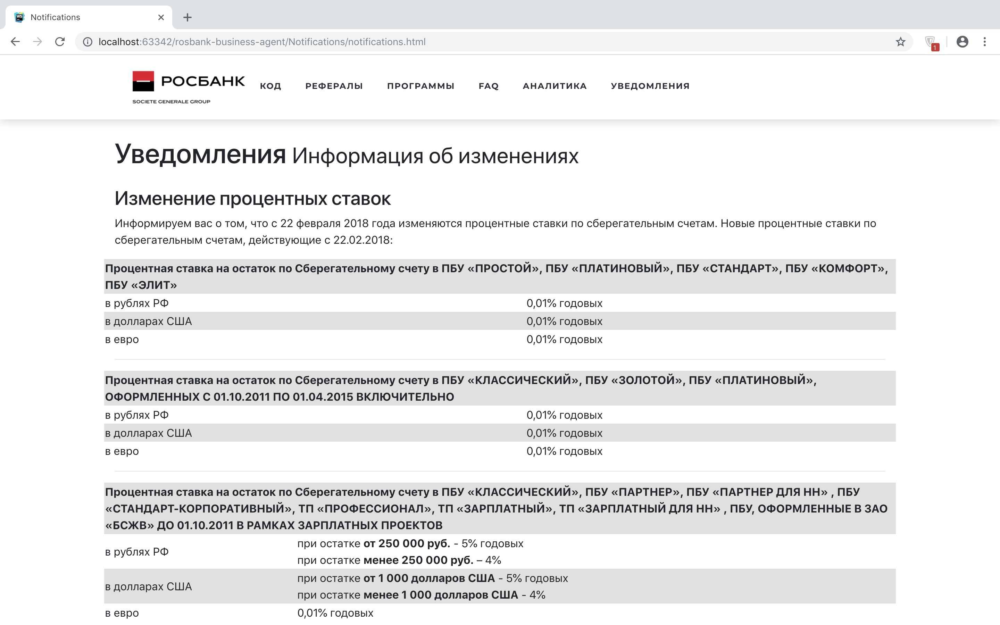 Notifications
localhost:63342/rosbank-business-agent/Notifications/notifications.html
1
РОСБАНК
SOCIETE GENERALE GROUP
КОД РЕФЕРАЛЫ ПРОГРАММЫ FAQ АНАЛИТИКА УВЕДОМЛЕНИЯ
Уведомления Информация об изменениях
Изменение процентных ставок
Информируем вас о том, что с 22 февраля 2018 года изменяются процентные ставки по сберегательным счетам. Новые процентные ставки по
сберегательным счетам, действующие с 22.02.2018:
Процентная ставка на остаток по Сберегательному счету в ПБУ «ПРОСТОЙ», ПБУ «ПЛАТИНОВЫЙ», ПБУ «СТАНДАРТ», ПБУ «КОМФОРТ»,
ПБУ «ЭЛИТ»
в рублях РФ 0,01% годовых
в долларах США 0,01% годовых
в евро 0,01% годовых
Процентная ставка на остаток по Сберегательному счету в ПБУ «КЛАССИЧЕСКИЙ», ПБУ «ЗОЛОТОЙ», ПБУ «ПЛАТИНОВЫЙ»,
ОФОРМЛЕННЫХ С 01.10.2011 ПО 01.04.2015 ВКЛЮЧИТЕЛЬНО
в рублях РФ 0,01% годовых
в долларах США 0,01% годовых
в евро 0,01% годовых
Процентная ставка на остаток по Сберегательному счету в ПБУ «КЛАССИЧЕСКИЙ», ПБУ «ПАРТНЕР», ПБУ «ПАРТНЕР ДЛЯ НН» , ПБУ
«СТАНДАРТ-КОРПОРАТИВНЫЙ», ТП «ПРОФЕССИОНАЛ», ТП «ЗАРПЛАТНЫЙ», ТП «ЗАРПЛАТНЫЙ ДЛЯ НН» , ПБУ, ОФОРМЛЕННЫЕ В ЗАО
«БСЖВ» ДО 01.10.2011 В РАМКАХ ЗАРПЛАТНЫХ ПРОЕКТОВ
в рублях РФ
при остатке от 250 000 руб. - 5% годовых
при остатке менее 250 000 руб. – 4%
в долларах США
при остатке от 1 000 долларов США - 5% годовых
при остатке менее 1 000 долларов США - 4%
в евро 0,01% годовых